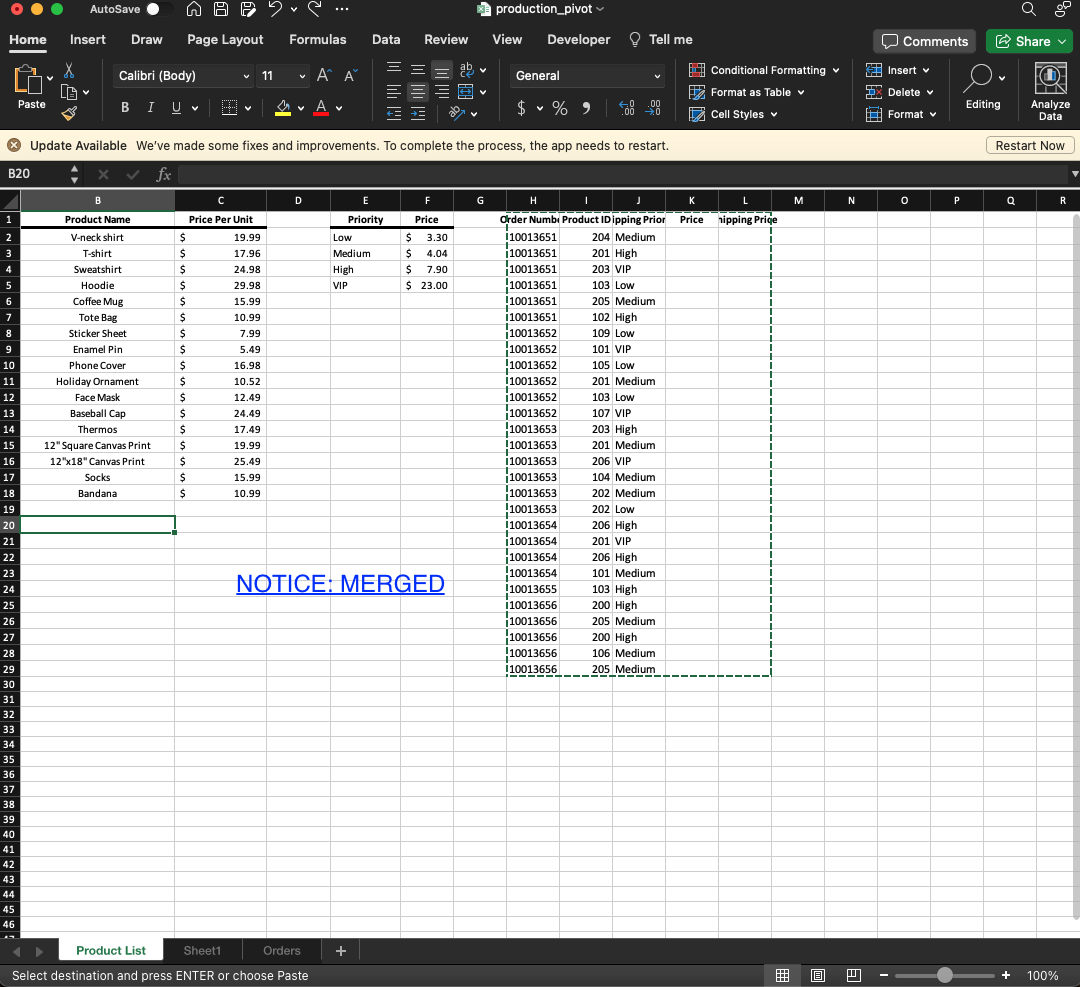 AutoSave
production_pivot
Home Insert Draw Page Layout Formulas Data Review View Developer Tell me Comments Share
Paste
Calibri (Body) 11 A A
B I U A
ab
General
$ % 9
Conditional Formatting
Format as Table
Cell Styles
Insert
Delete
Format
Editing
Analyze Data
Update Available We've made some fixes and improvements. To complete the process, the app needs to restart. Restart Now
B20 fx
B C D E F G H I J K L M N O P Q R
1 Product Name Price Per Unit Priority Price Order Numbe Product ID ipping Prior Price hipping Price
2 V-neck shirt $ 19.99 Low $ 3.30 10013651 204 Medium
3 T-shirt $ 17.96 Medium $ 4.04 10013651 201 High
4 Sweatshirt $ 24.98 High $ 7.90 10013651 203 VIP
5 Hoodie $ 29.98 VIP $ 23.00 10013651 103 Low
6 Coffee Mug $ 15.99 10013651 205 Medium
7 Tote Bag $ 10.99 10013651 102 High
8 Sticker Sheet $ 7.99 10013652 109 Low
9 Enamel Pin $ 5.49 10013652 101 VIP
10 Phone Cover $ 16.98 10013652 105 Low
11 Holiday Ornament $ 10.52 10013652 201 Medium
12 Face Mask $ 12.49 10013652 103 Low
13 Baseball Cap $ 24.49 10013652 107 VIP
14 Thermos $ 17.49 10013653 203 High
15 12" Square Canvas Print $ 19.99 10013653 201 Medium
16 12"x18" Canvas Print $ 25.49 10013653 206 VIP
17 Socks $ 15.99 10013653 104 Medium
18 Bandana $ 10.99 10013653 202 Medium
19 10013653 202 Low
20 10013654 206 High
21 10013654 201 VIP
22 10013654 206 High
23 10013654 101 Medium
NOTICE: MERGED
24 10013655 103 High
25 10013656 200 High
26 10013656 205 Medium
27 10013656 200 High
28 10013656 106 Medium
29 10013656 205 Medium
30
31
32
33
34
35
36
37
38
39
40
41
42
43
44
45
46
Product List Sheet1 Orders +
Select destination and press ENTER or choose Paste 100%